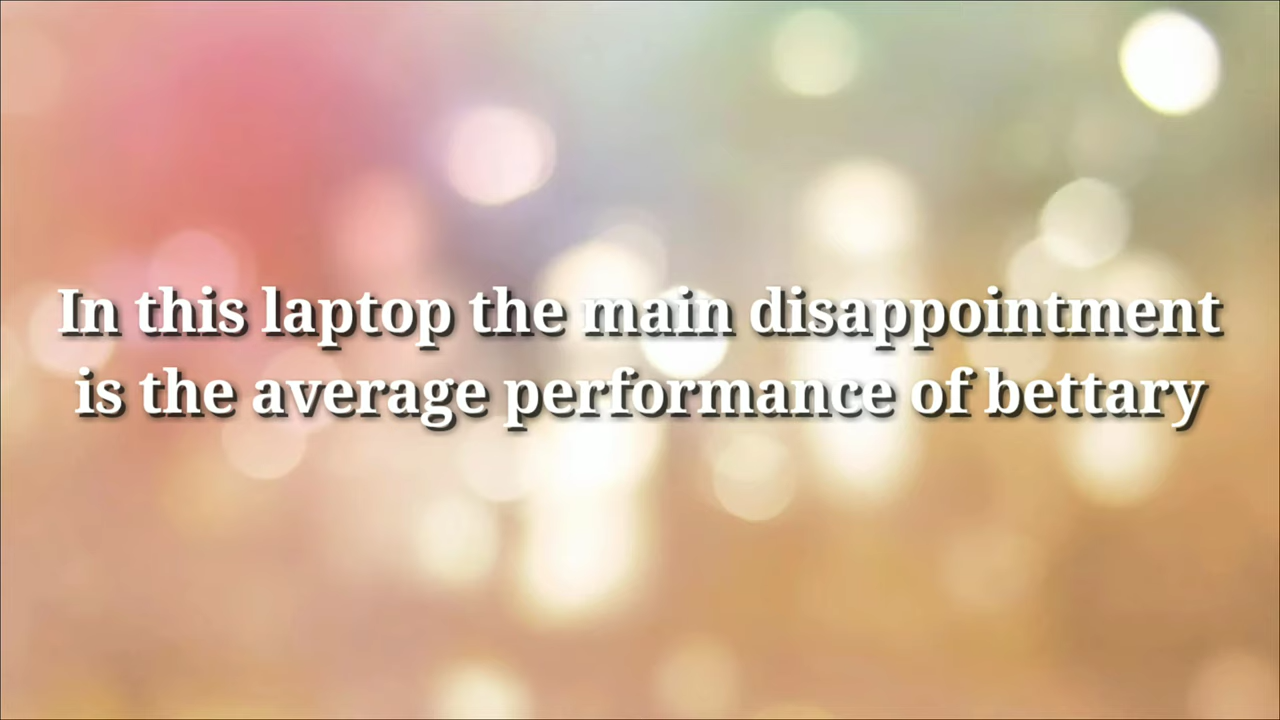 In this laptop the main disappointment
is the average performance of bettary